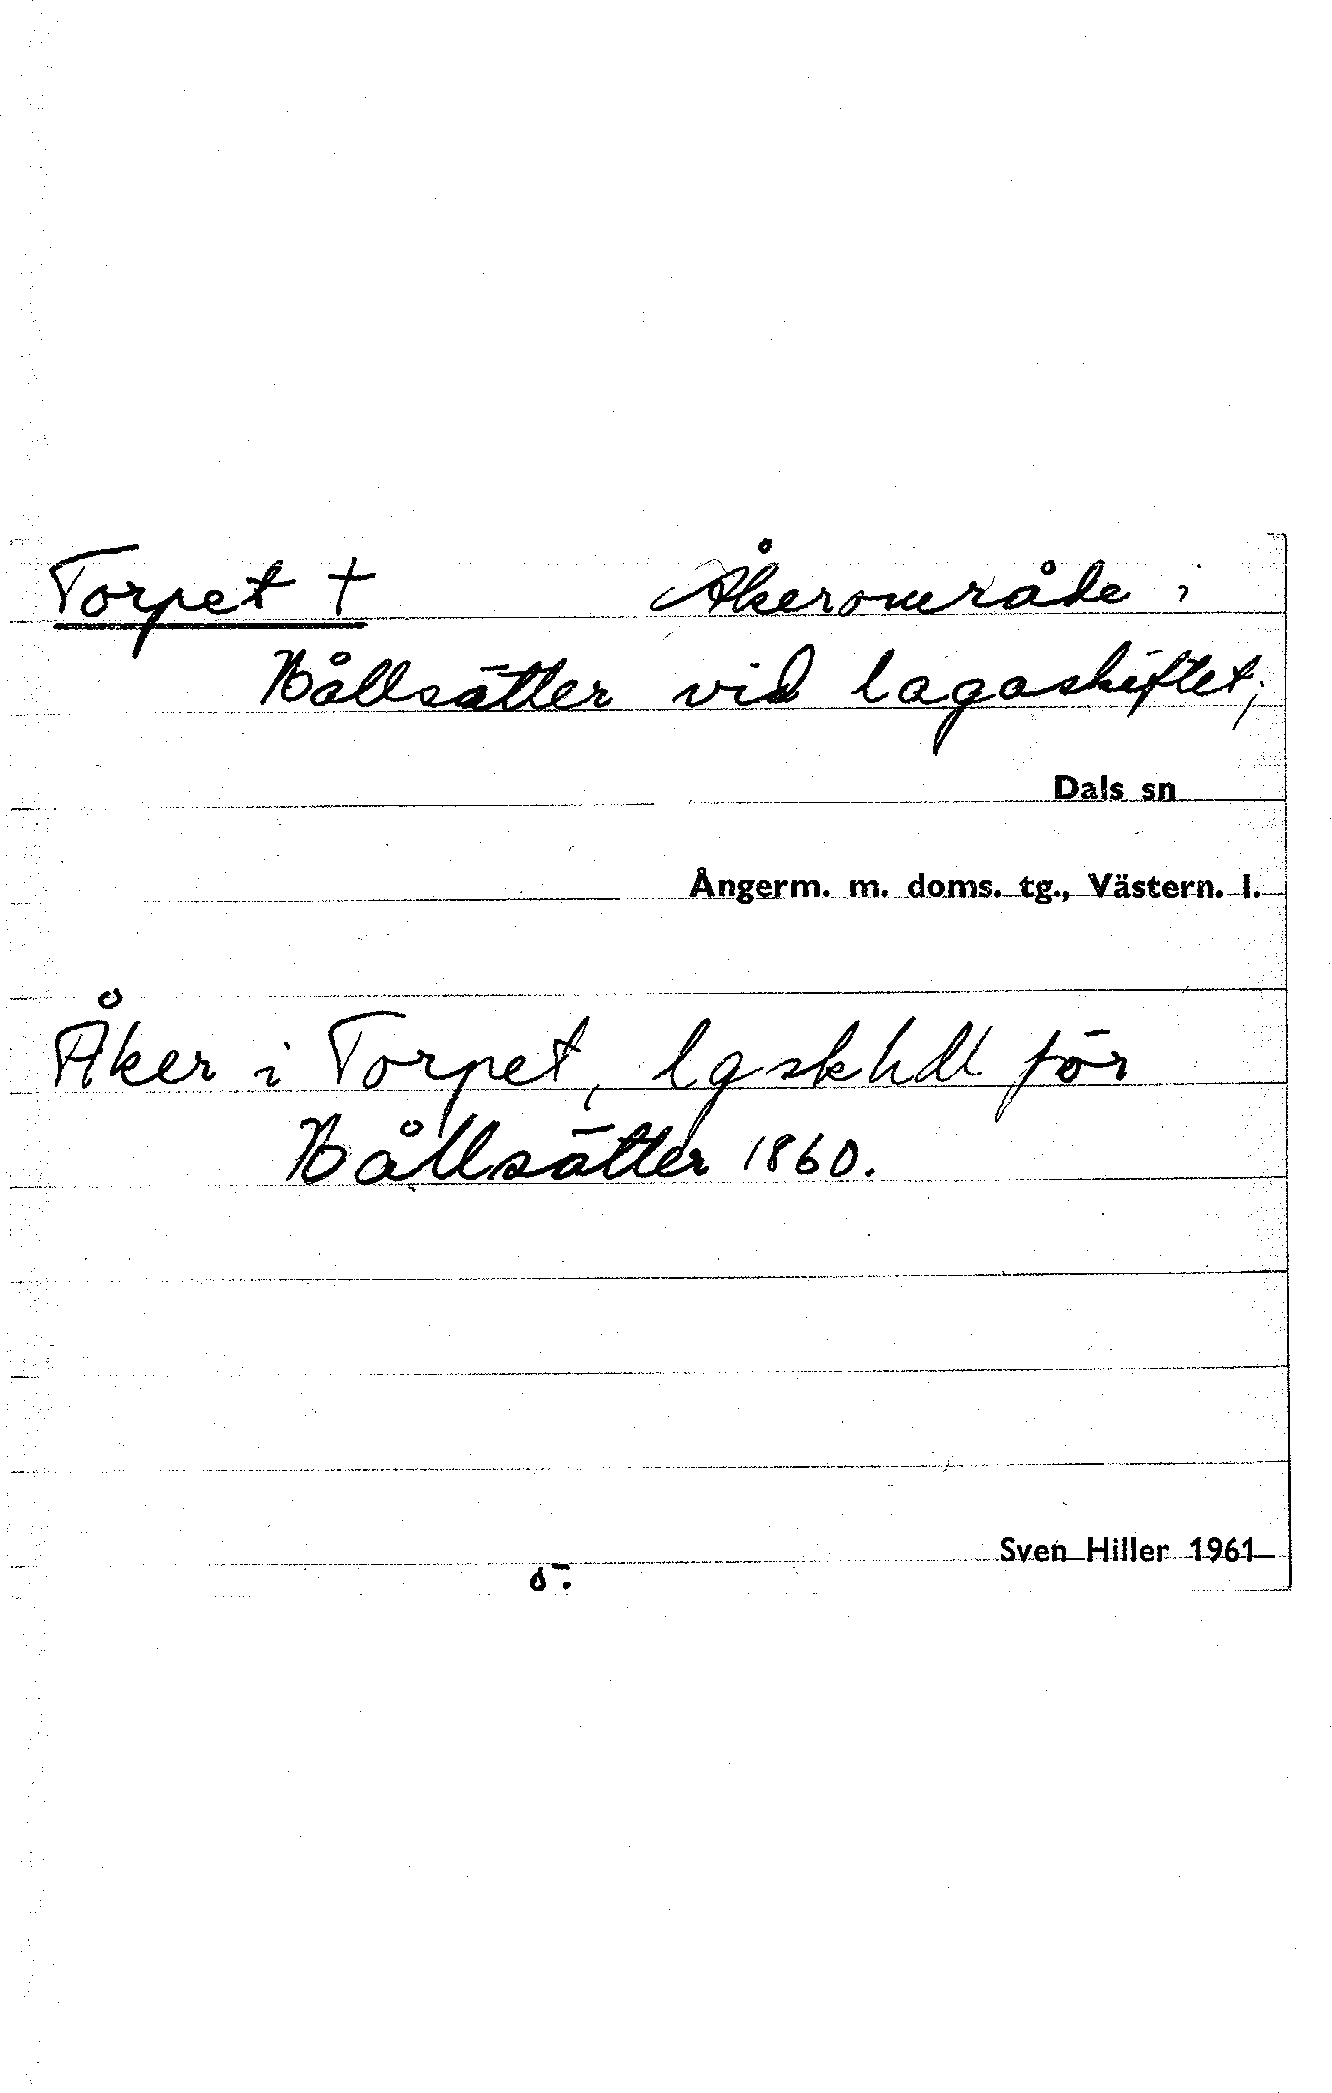 Torpet + Åkerområde i
Bållsätter vid lagaskiftet;
Dals sn
Ångerm. m. doms. tg., Västern. l.
Åker i Torpet, lgskhdl för
Bållsätter 1860.
Sven Hiller 1961